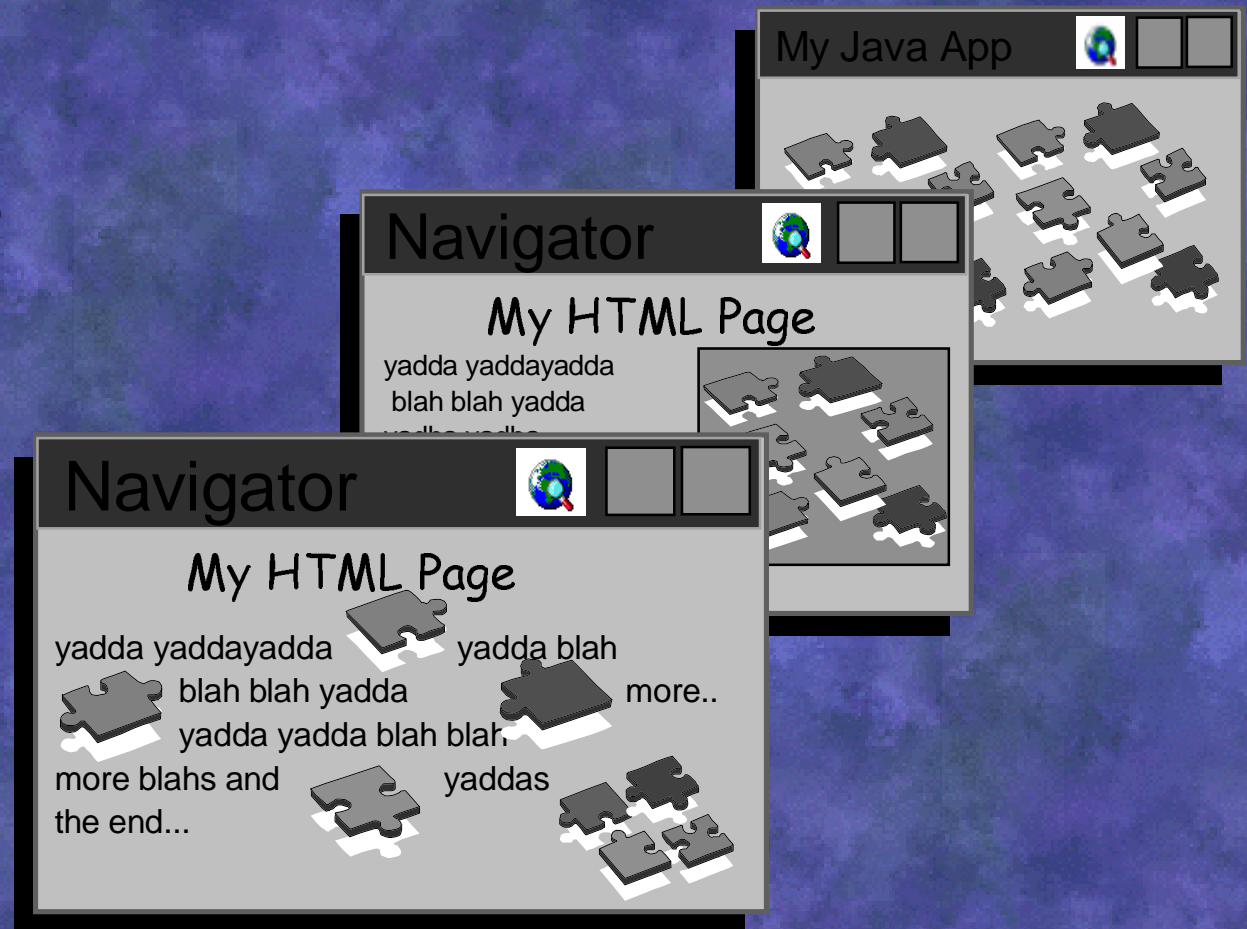 My Java App
Navigator
My HTML Page
yadda yaddayadda
blah blah yadda
Navigator
My HTML Page
yadda yaddayadda yadda blah
blah blah yadda more..
yadda yadda blah blah
more blahs and yaddas
the end...